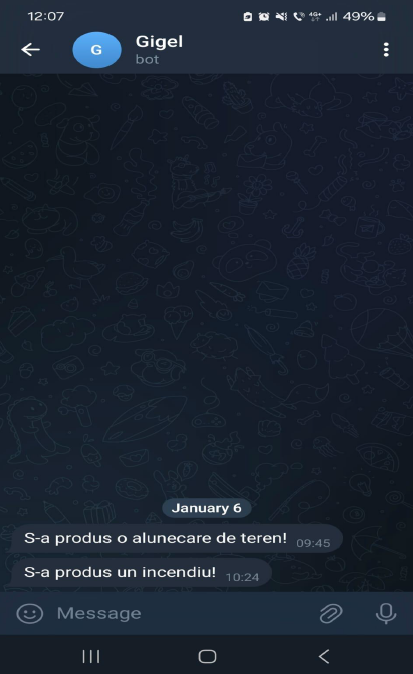 12:07
4G+
49%
G
Gigel
bot
January 6
S-a produs o alunecare de teren! 09:45
S-a produs un incendiu! 10:24
Message